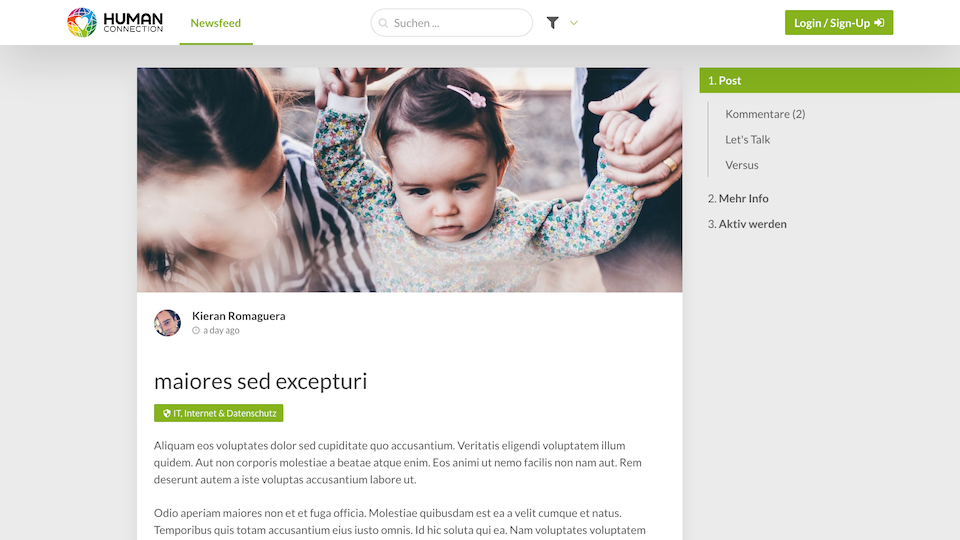 HUMAN
CONNECTION
Newsfeed
Suchen ...
Login / Sign-Up
1. Post
Kommentare (2)
Let's Talk
Versus
2. Mehr Info
3. Aktiv werden
Kieran Romaguera
a day ago
maiores sed excepturi
IT, Internet & Datenschutz
Aliquam eos voluptates dolor sed cupiditate quo accusantium. Veritatis eligendi voluptatem illum
quidem. Aut non corporis molestiae a beatae atque enim. Eos animi ut nemo facilis non nam aut. Rem
deserunt autem a iste voluptas accusantium labore ut.
Odio aperiam maiores non et et fuga officia. Molestiae quibusdam est ea a velit cumque et natus.
Temporibus quis totam accusantium eius iusto omnis. Id hic soluta qui ea. Nam voluptates voluptatem